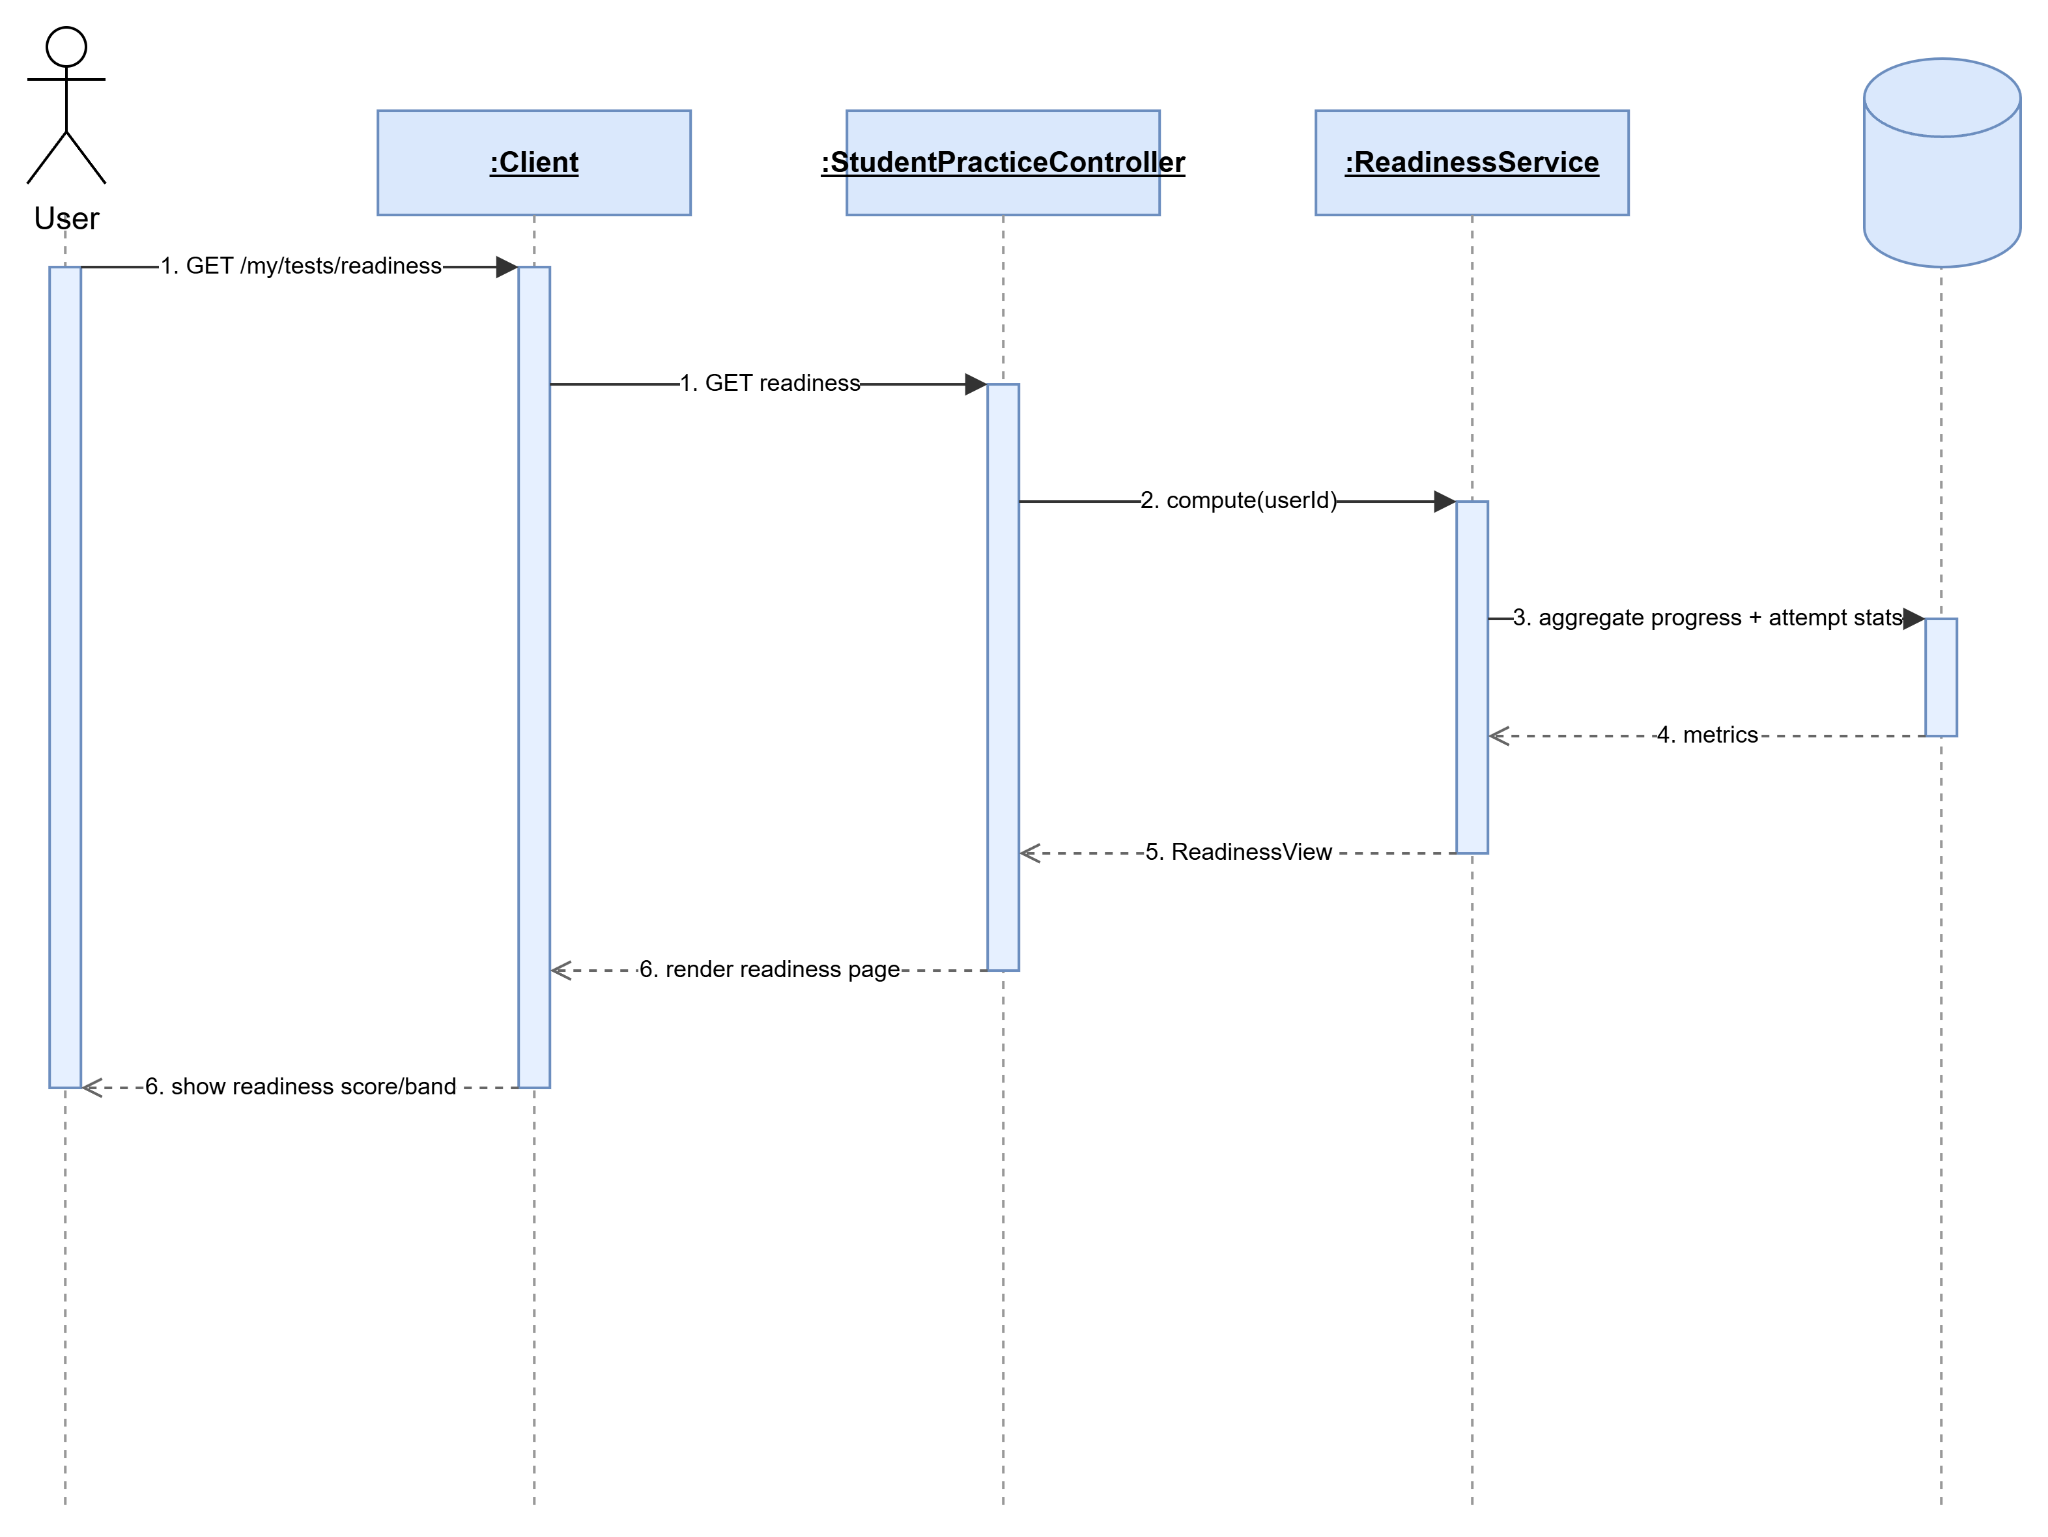 User
:Client
:StudentPracticeController
:ReadinessService
1. GET /my/tests/readiness
1. GET readiness
2. compute(userId)
3. aggregate progress + attempt stats
4. metrics
5. ReadinessView
6. render readiness page
6. show readiness score/band